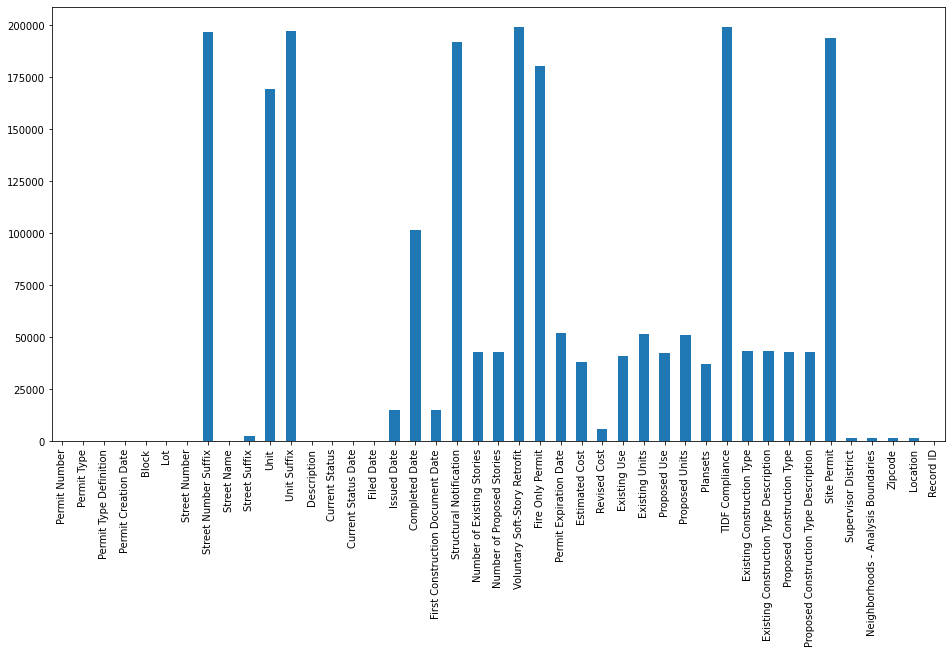 200000
175000
150000
125000
100000
75000
50000
25000
0
Permit Number
Permit Type
Permit Type Definition
Permit Creation Date
Block
Lot
Street Number
Street Number Suffix
Street Name
Street Suffix
Unit
Unit Suffix
Description
Current Status
Current Status Date
Filed Date
Issued Date
Completed Date
First Construction Document Date
Structural Notification
Number of Existing Stories
Number of Proposed Stories
Voluntary Soft-Story Retrofit
Fire Only Permit
Permit Expiration Date
Estimated Cost
Revised Cost
Existing Use
Existing Units
Proposed Use
Proposed Units
Plansets
TIDF Compliance
Existing Construction Type
Existing Construction Type Description
Proposed Construction Type
Proposed Construction Type Description
Site Permit
Supervisor District
Neighborhoods - Analysis Boundaries
Zipcode
Location
Record ID